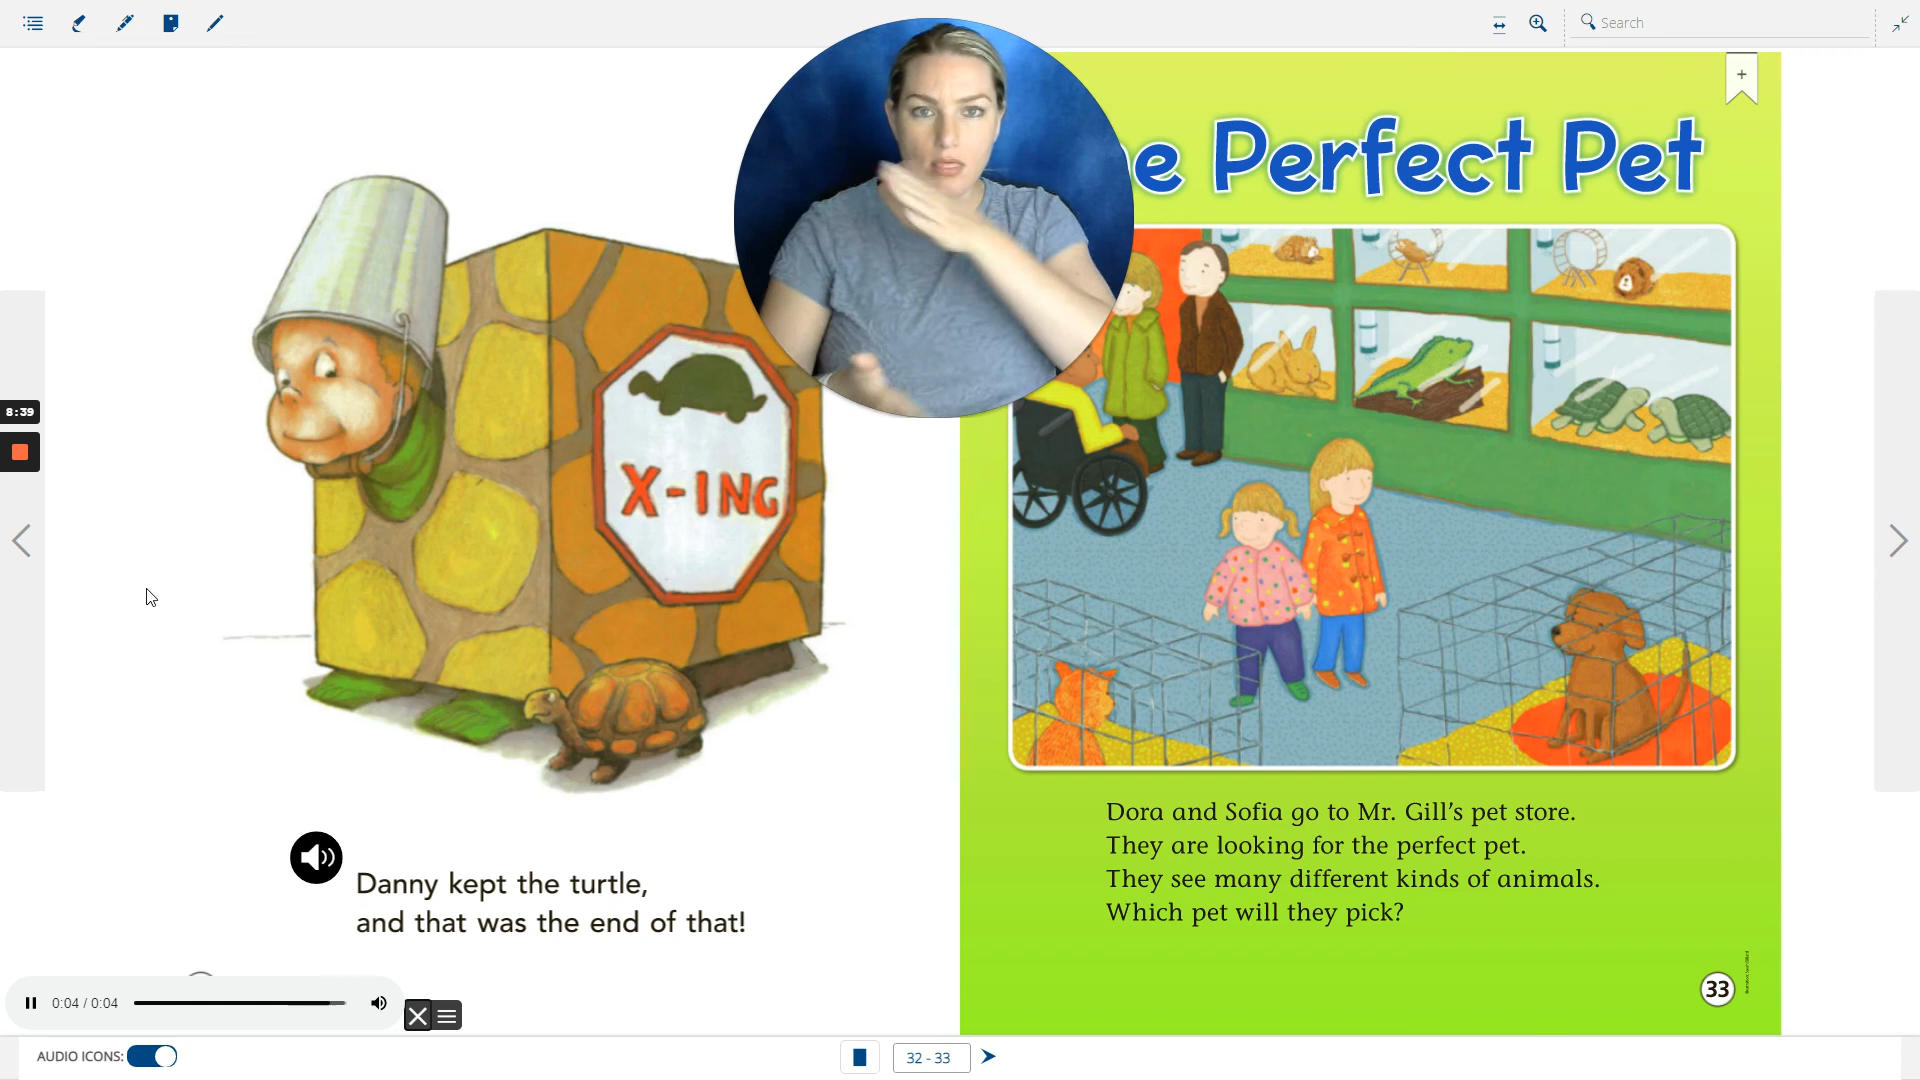 Search
+
e Perfect Pet
X-ING
8:39
Danny kept the turtle,
and that was the end of that!
Dora and Sofia go to Mr. Gill's pet store.
They are looking for the perfect pet.
They see many different kinds of animals.
Which pet will they pick?
33
0:04 / 0:04
AUDIO ICONS:
32 - 33